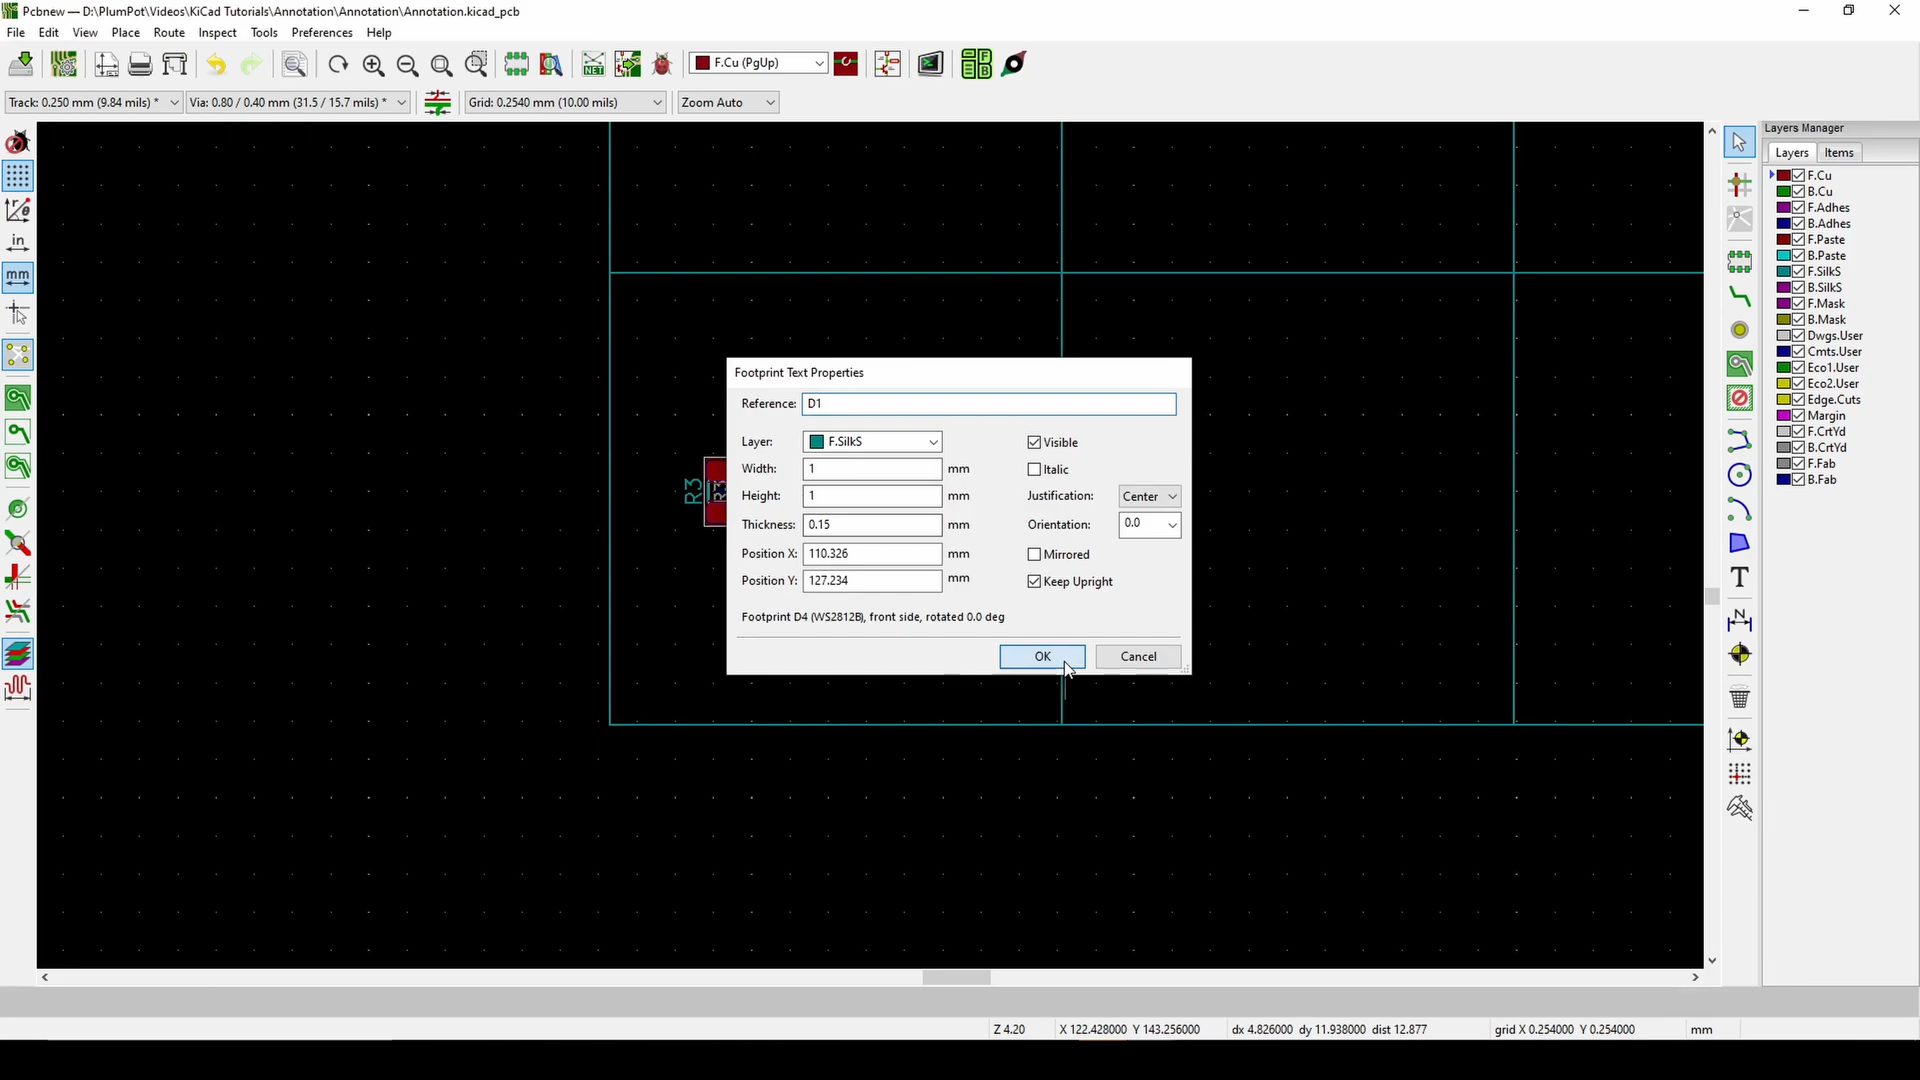 Pcbnew — D:\PlumPot\Videos\KiCad Tutorials\Annotation\Annotation\Annotation.kicad_pcb
File Edit View Place Route Inspect Tools Preferences Help
NET F.Cu (PgUp) F B
Track: 0.250 mm (9.84 mils) * Via: 0.80 / 0.40 mm (31.5 / 15.7 mils) * Grid: 0.2540 mm (10.00 mils) Zoom Auto
in
mm
R3
Footprint Text Properties
Reference: D1
Layer: F.SilkS Visible
Width: 1 mm Italic
Height: 1 mm Justification: Center
Thickness: 0.15 mm Orientation: 0.0
Position X: 110.326 mm Mirrored
Position Y: 127.234 mm Keep Upright
Footprint D4 (WS2812B), front side, rotated 0.0 deg
OK Cancel
T
N
Layers Manager
Layers Items
F.Cu
B.Cu
F.Adhes
B.Adhes
F.Paste
B.Paste
F.SilkS
B.SilkS
F.Mask
B.Mask
Dwgs.User
Cmts.User
Eco1.User
Eco2.User
Edge.Cuts
Margin
F.CrtYd
B.CrtYd
F.Fab
B.Fab
Z 4.20 X 122.428000 Y 143.256000 dx 4.826000 dy 11.938000 dist 12.877 grid X 0.254000 Y 0.254000 mm